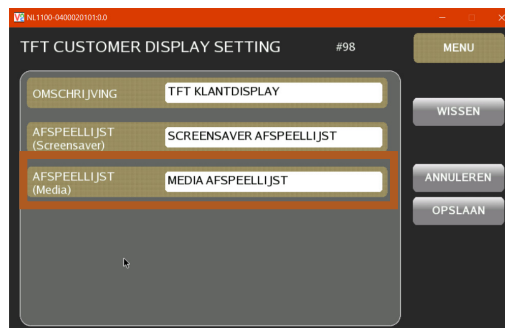 NL1100-0400020101:0.0
TFT CUSTOMER DISPLAY SETTING #98 MENU
OMSCHRIJVING TFT KLANTDISPLAY
WISSEN
AFSPEELLIJST SCREENSAVER AFSPEELLIJST
(Screensaver)
AFSPEELLIJST MEDIA AFSPEELLIJST
(Media)
ANNULEREN
OPSLAAN